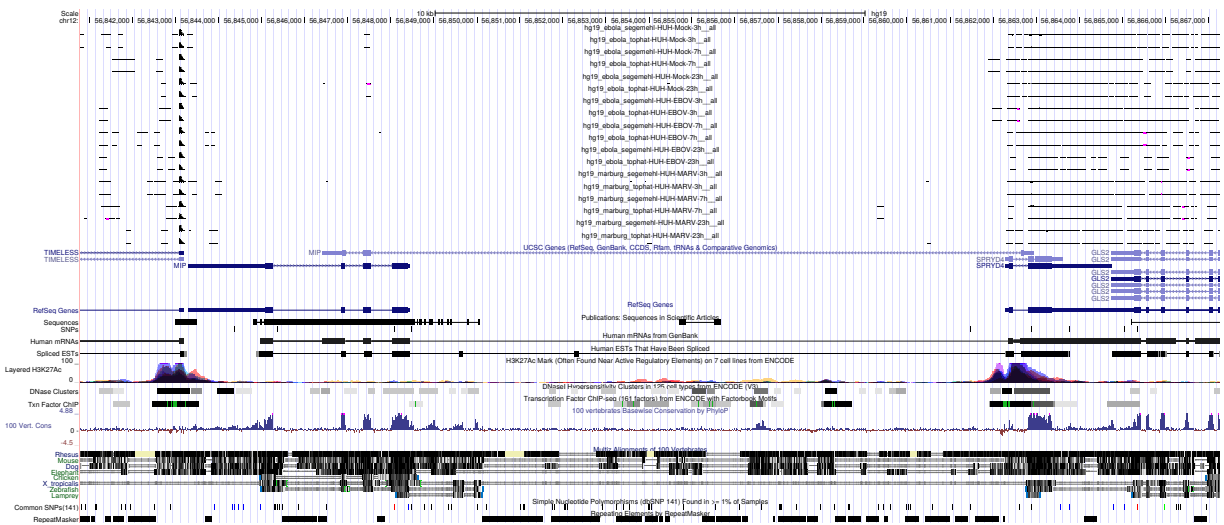 Scale 10 kb hg19
chr12: 56,842,000 56,843,000 56,844,000 56,845,000 56,846,000 56,847,000 56,848,000 56,849,000 56,850,000 56,851,000 56,852,000 56,853,000 56,854,000 56,855,000 56,856,000 56,857,000 56,858,000 56,859,000 56,860,000 56,861,000 56,862,000 56,863,000 56,864,000 56,865,000 56,866,000 56,867,000
hg19_ebola_segemehl-HUH-Mock-3h__all
hg19_ebola_tophat-HUH-Mock-3h__all
hg19_ebola_segemehl-HUH-Mock-7h__all
hg19_ebola_tophat-HUH-Mock-7h__all
hg19_ebola_segemehl-HUH-Mock-23h__all
hg19_ebola_tophat-HUH-Mock-23h__all
hg19_ebola_segemehl-HUH-EBOV-3h__all
hg19_ebola_tophat-HUH-EBOV-3h__all
hg19_ebola_segemehl-HUH-EBOV-7h__all
hg19_ebola_tophat-HUH-EBOV-7h__all
hg19_ebola_segemehl-HUH-EBOV-23h__all
hg19_ebola_tophat-HUH-EBOV-23h__all
hg19_marburg_segemehl-HUH-MARV-3h__all
hg19_marburg_tophat-HUH-MARV-3h__all
hg19_marburg_segemehl-HUH-MARV-7h__all
hg19_marburg_tophat-HUH-MARV-7h__all
hg19_marburg_segemehl-HUH-MARV-23h__all
hg19_marburg_tophat-HUH-MARV-23h__all
UCSC Genes (RefSeq, GenBank, CCDS, Rfam, tRNAs & Comparative Genomics)
TIMELESS MIP GLS2
TIMELESS SPRYD4 GLS2
MIP SPRYD4
GLS2
GLS2
GLS2
GLS2
GLS2
RefSeq Genes
RefSeq Genes
Publications: Sequences in Scientific Articles
Sequences
SNPs
Human mRNAs from GenBank
Human mRNAs
Human ESTs That Have Been Spliced
Spliced ESTs
H3K27Ac Mark (Often Found Near Active Regulatory Elements) on 7 cell lines from ENCODE
100
Layered H3K27Ac
0
DNaseI Hypersensitivity Clusters in 125 cell types from ENCODE (V3)
DNase Clusters
Transcription Factor ChIP-seq (161 factors) from ENCODE with Factorbook Motifs
Txn Factor ChIP
4.88
100 vertebrates Basewise Conservation by PhyloP
100 Vert. Cons
0
-4.5
Multiz Alignments of 100 Vertebrates
Rhesus
Mouse
Dog
Elephant
Chicken
X_tropicalis
Zebrafish
Lamprey
Simple Nucleotide Polymorphisms (dbSNP 141) Found in >= 1% of Samples
Common SNPs(141)
Repeating Elements by RepeatMasker
RepeatMasker